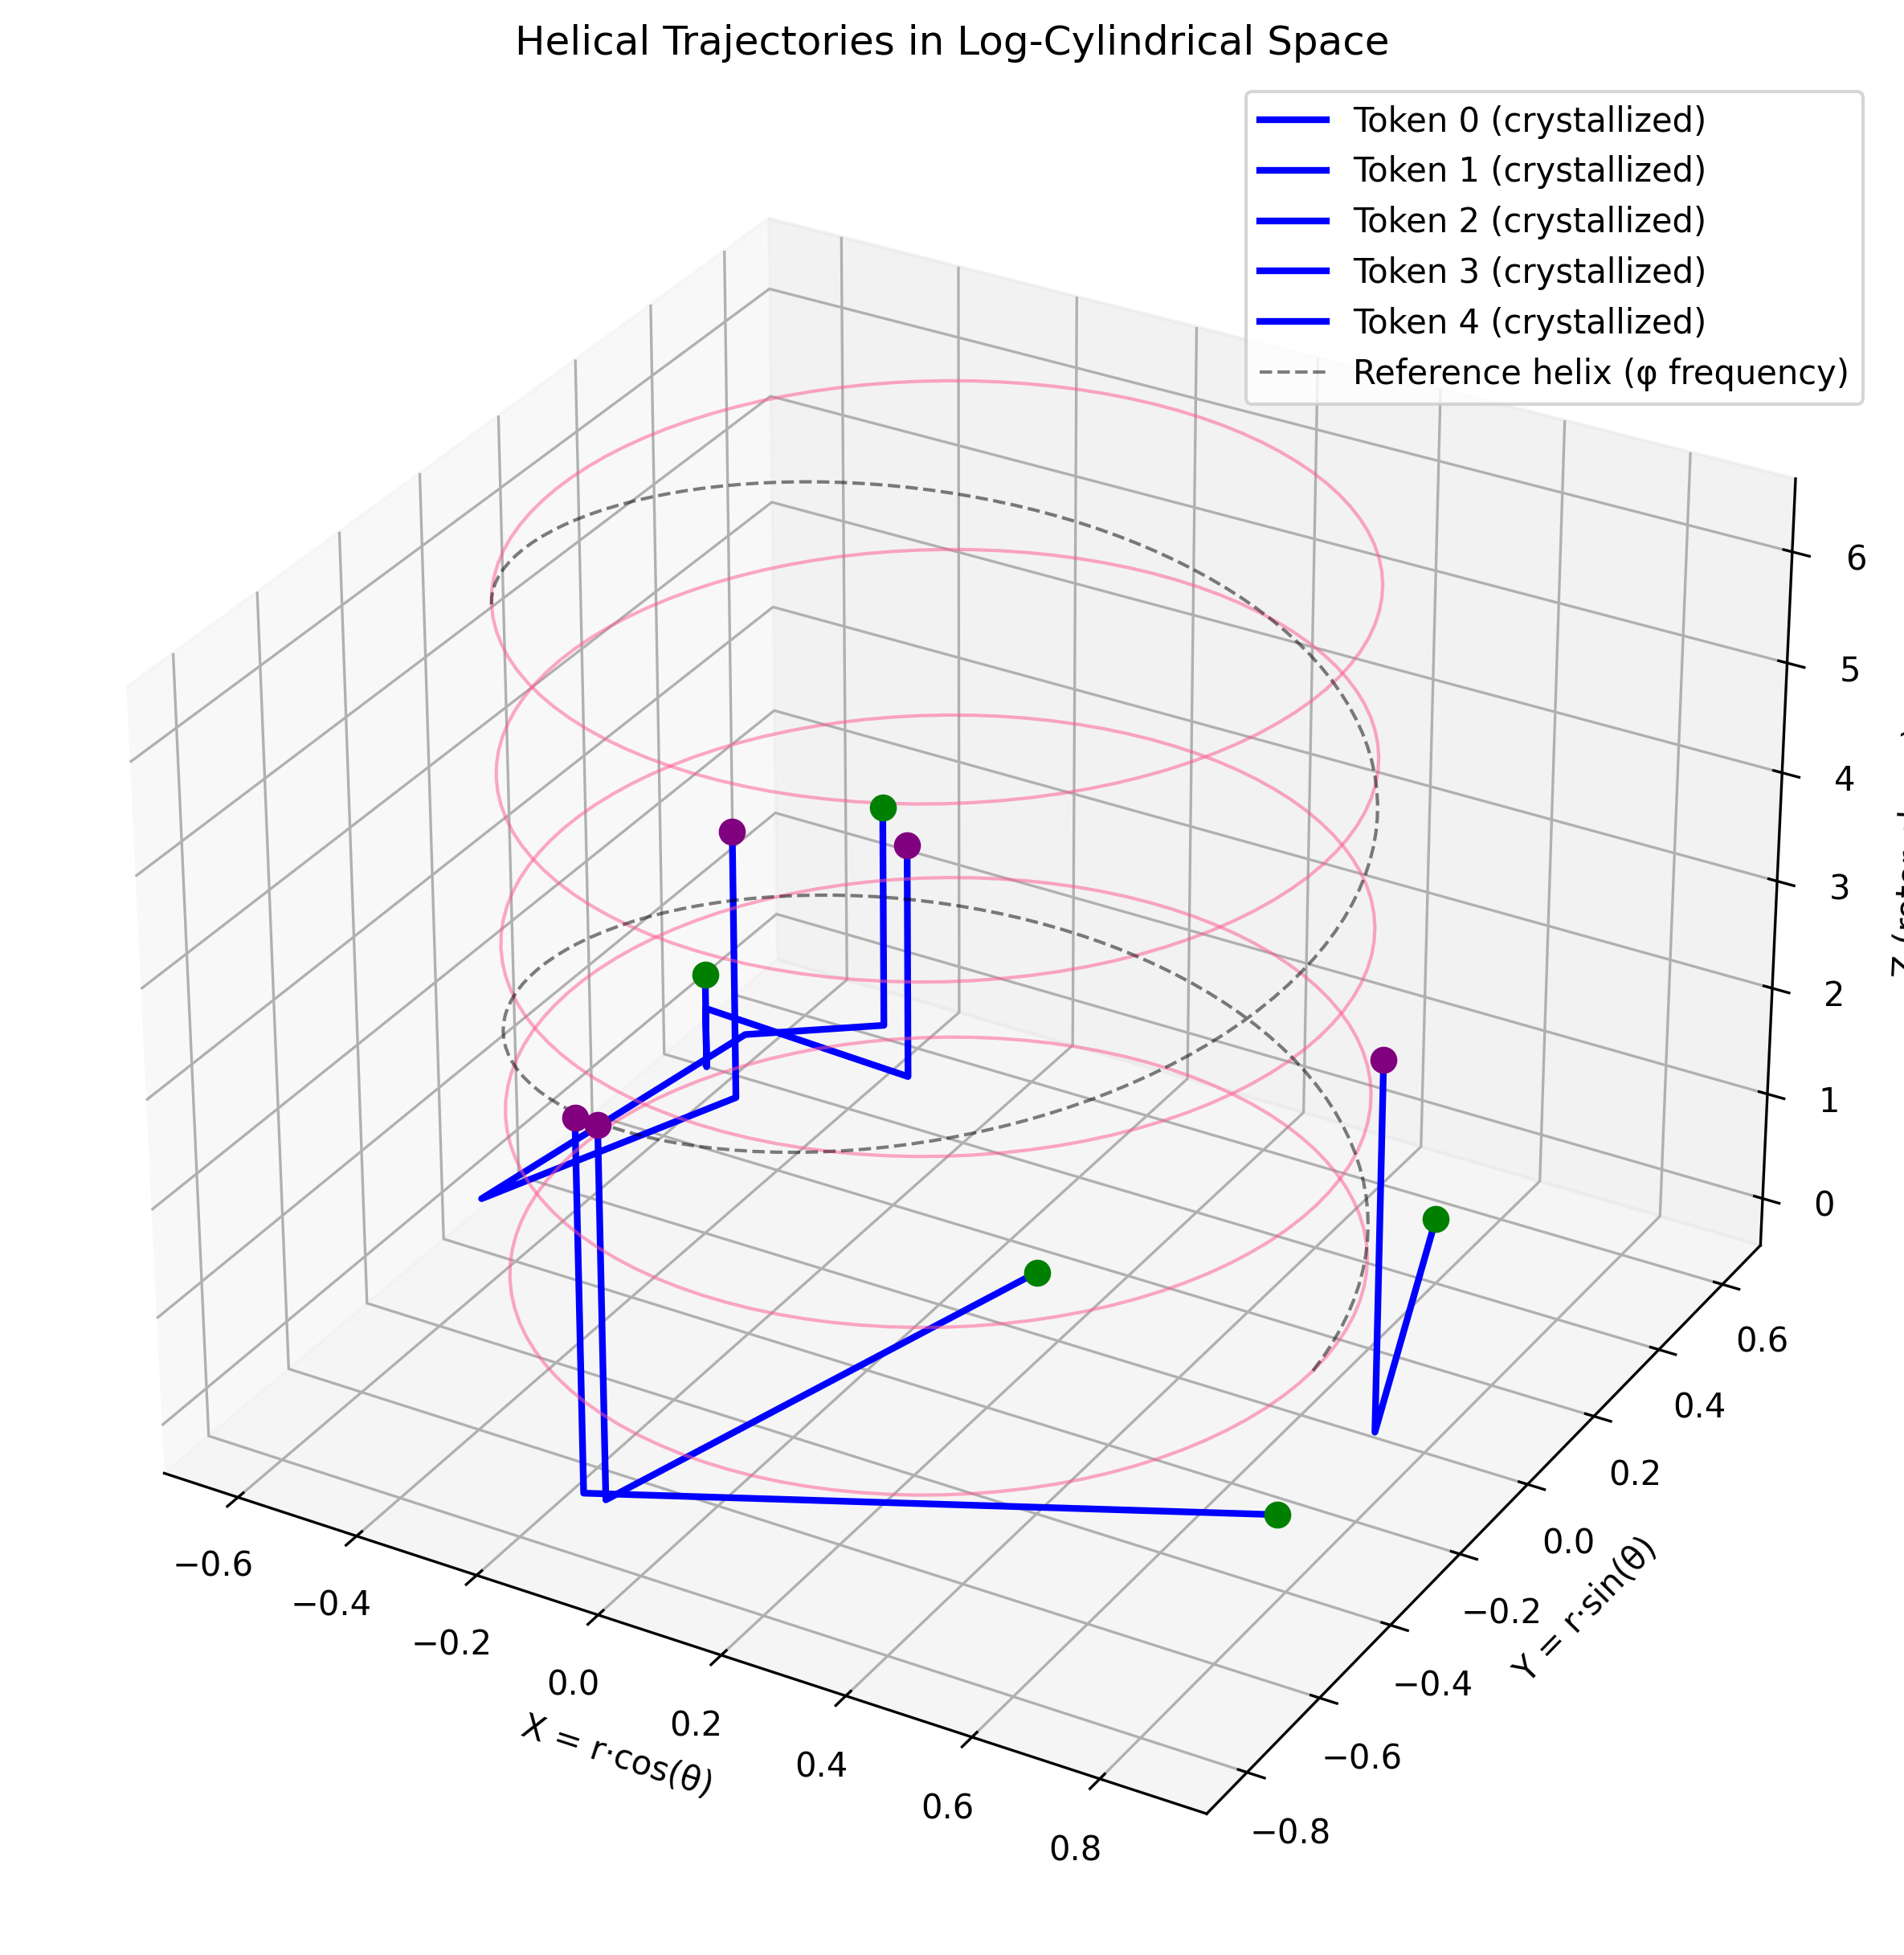 Helical Trajectories in Log-Cylindrical Space
Token 0 (crystallized)
Token 1 (crystallized)
Token 2 (crystallized)
Token 3 (crystallized)
Token 4 (crystallized)
Reference helix (φ frequency)
6
5
4
3
2
1
0
0.6
0.4
0.2
0.0
−0.2
−0.4
−0.6
−0.8
Y = r·sin(θ)
−0.6
−0.4
−0.2
0.0
0.2
0.4
0.6
0.8
X = r·cos(θ)